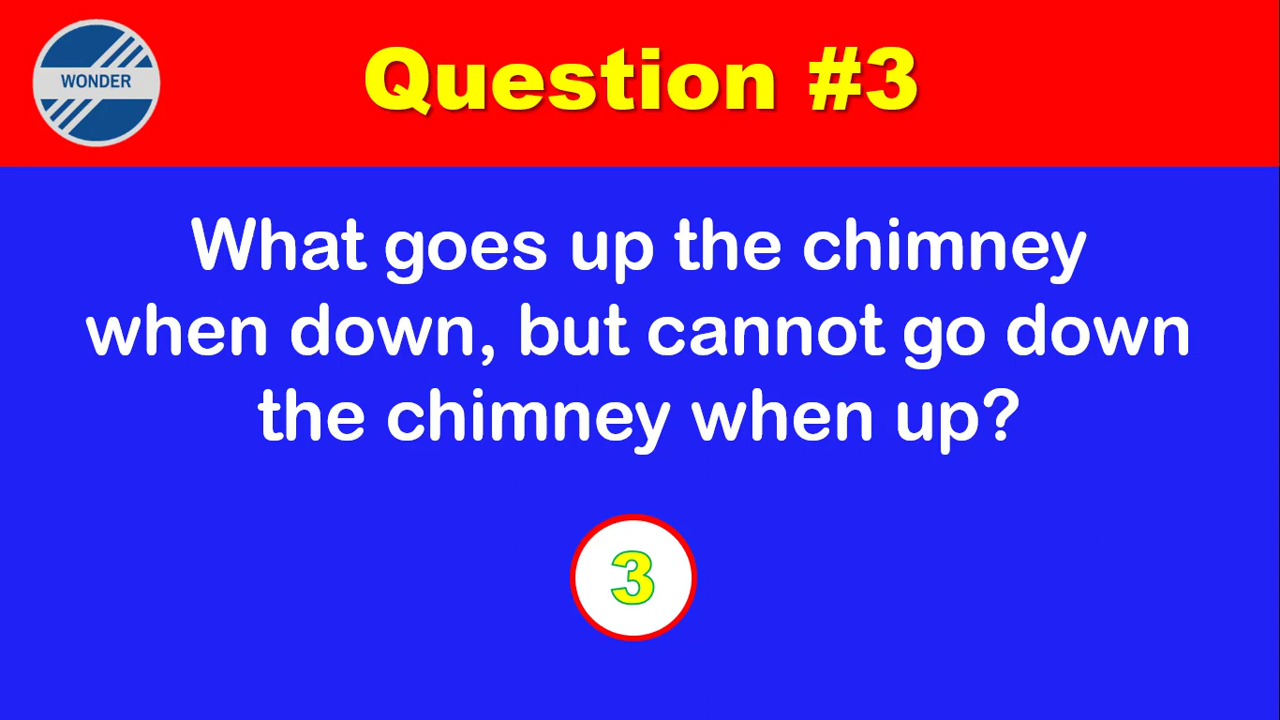 WONDER
Question #3
What goes up the chimney
when down, but cannot go down
the chimney when up?
3